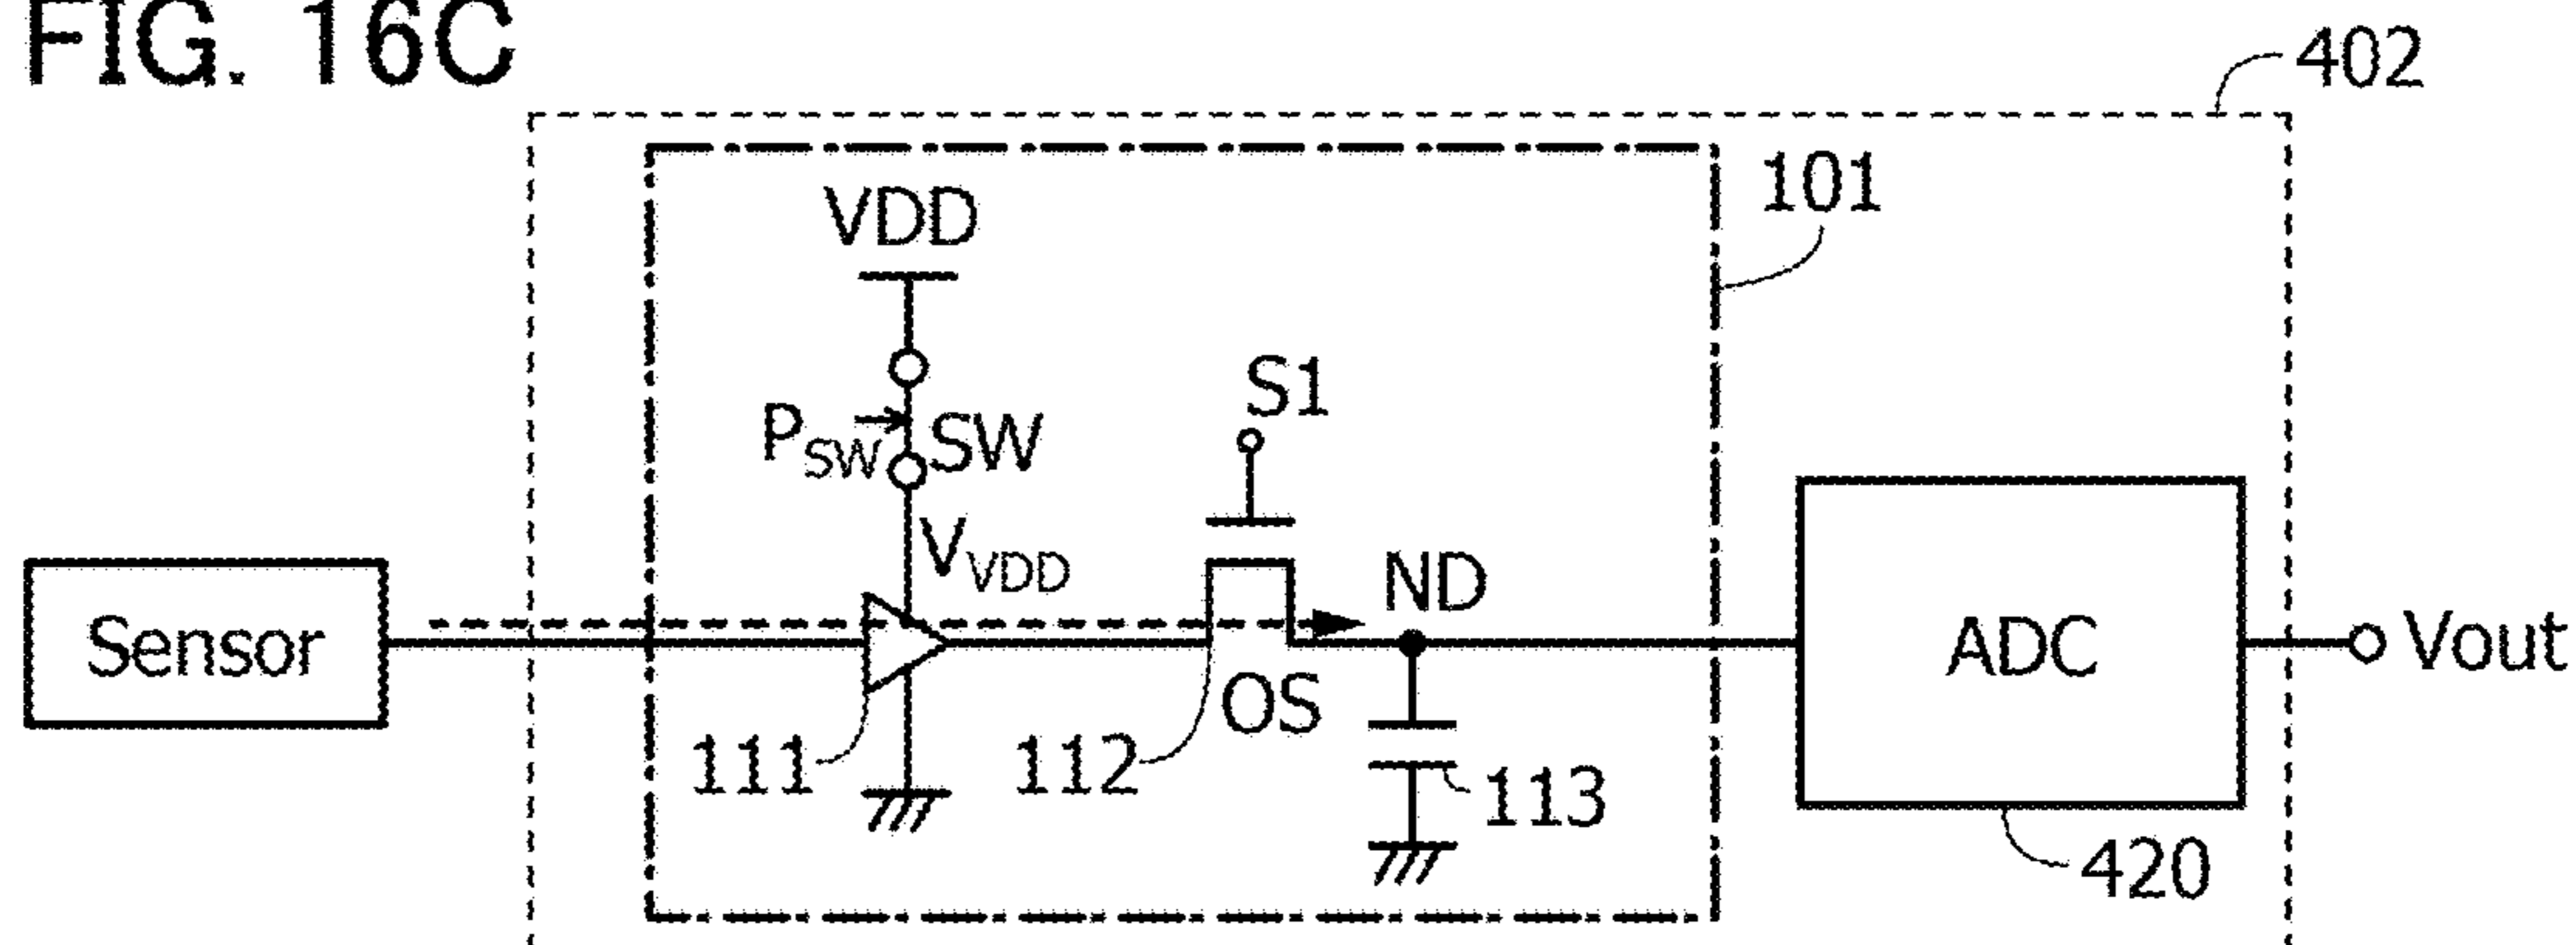 FIG. 16C
402
101
VDD
S1
PSW SW
VVDD
ND
Sensor
ADC
Vout
OS
111
112
113
420